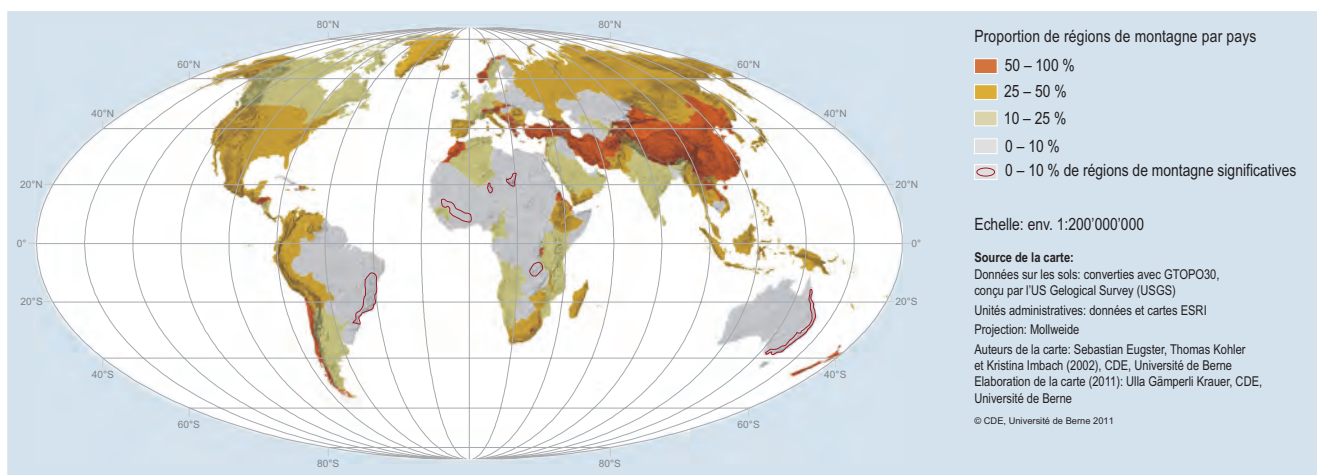 80°N
80°N
60°N
60°N
40°N
40°N
20°N
20°N
0°
0°
20°S
20°S
40°S
40°S
60°S
60°S
80°S
80°S
Proportion de régions de montagne par pays
50 – 100 %
25 – 50 %
10 – 25 %
0 – 10 %
0 – 10 % de régions de montagne significatives
Echelle: env. 1:200'000'000
Source de la carte:
Données sur les sols: converties avec GTOPO30,
conçu par l'US Gelogical Survey (USGS)
Unités administratives: données et cartes ESRI
Projection: Mollweide
Auteurs de la carte: Sebastian Eugster, Thomas Kohler
et Kristina Imbach (2002), CDE, Université de Berne
Elaboration de la carte (2011): Ulla Gämperli Krauer, CDE,
Université de Berne
© CDE, Université de Berne 2011